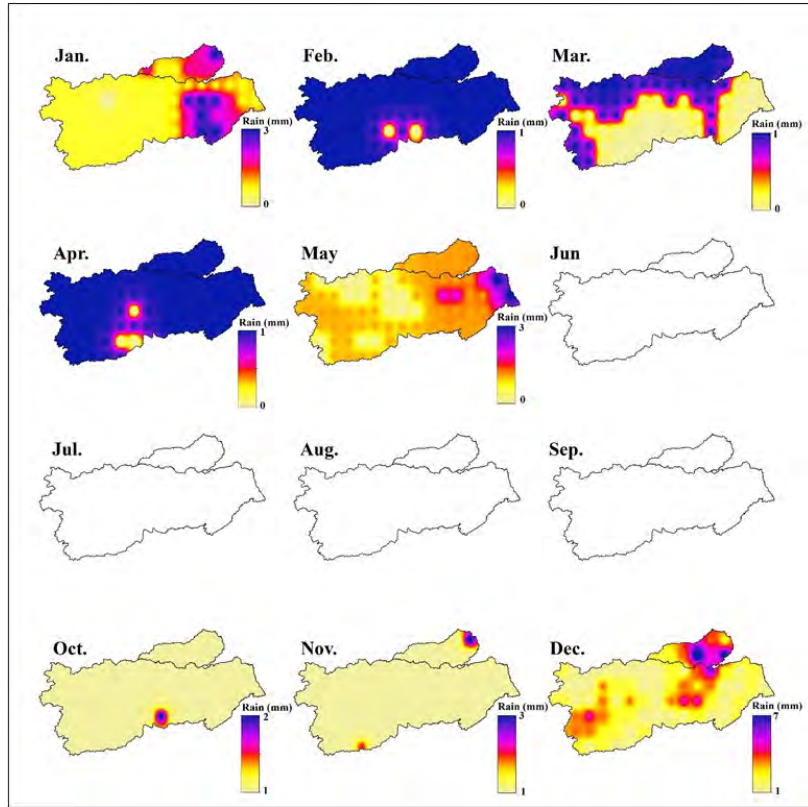 Jan.
Feb.
Mar.
Rain (mm)
3
0
Rain (mm)
1
0
Rain (mm)
1
0
Apr.
May
Jun
Rain (mm)
1
0
Rain (mm)
3
0
Jul.
Aug.
Sep.
Oct.
Nov.
Dec.
Rain (mm)
2
1
Rain (mm)
3
1
Rain (mm)
7
1